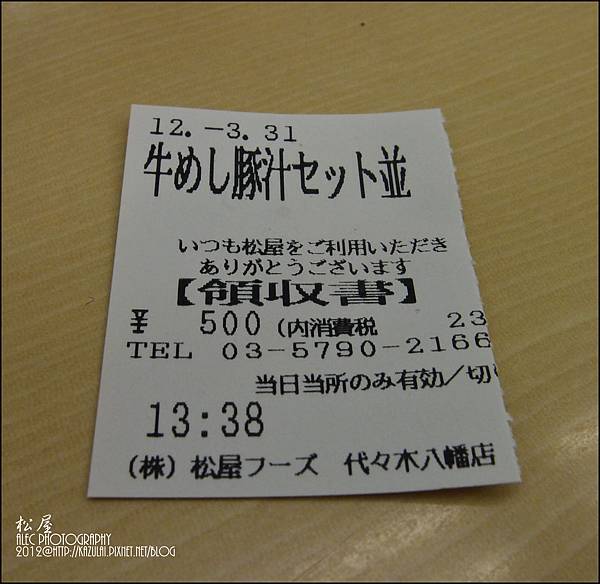 12.-3.31
牛めし豚汁セット並
いつも松屋をご利用いただき
ありがとうございます
【領収書】
￥ 500(内消費税 23
TEL 03-5790-2166
当日当所のみ有効/切
13:38
(株)松屋フーズ 代々木八幡店
松屋
ALEC PHOTOGRAPHY
2012@HTTP://KAZULAI.PIXNET.NET/BLOG